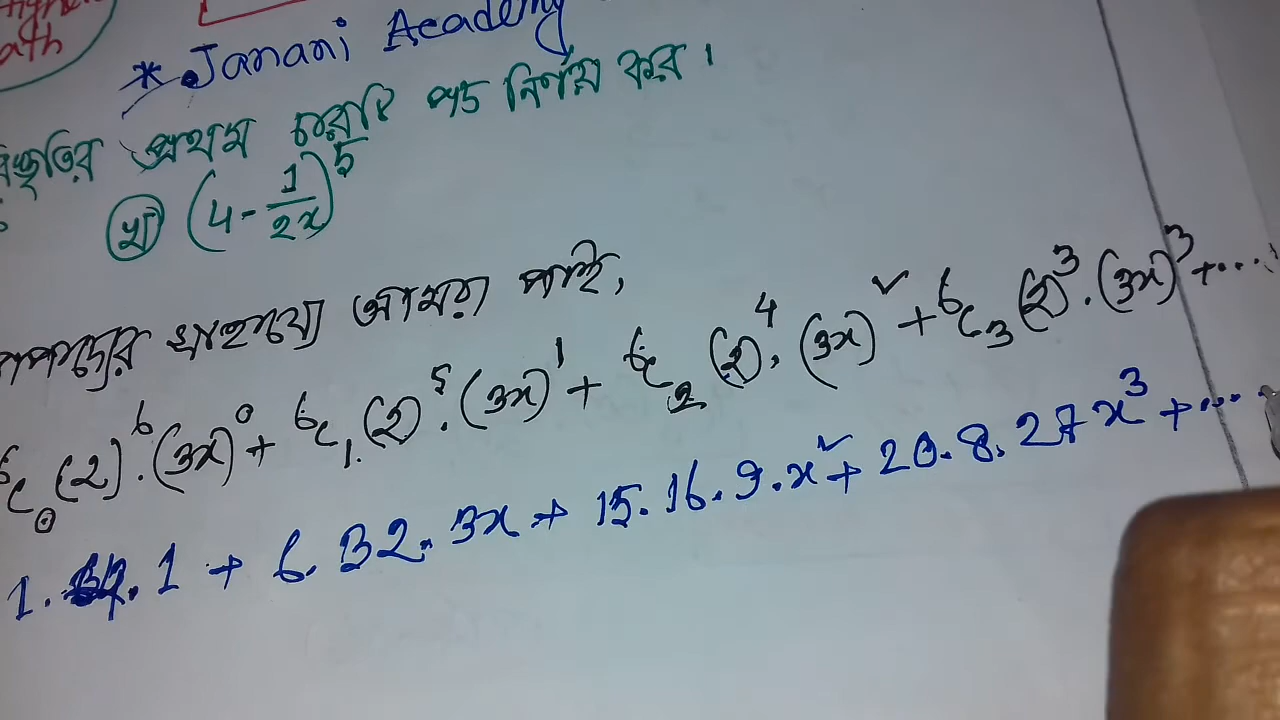 ath
* Janani Academy
প্রথম চারটি পদ নির্ণয় কর।
(খ) (4 - 1/2x)^5
সাহায্যে আমরা পাই,
⁶C₀ (2)⁶ . (3x)⁰ + ⁶C₁ . (2)⁵ . (3x)¹ + ⁶C₂ (2)⁴ . (3x)² + ⁶C₃ (2)³ . (3x)³ + ....
1 . 64 . 1 + 6 . 32 . 3x + 15 . 16 . 9 . x² + 20 . 8 . 27x³ + ....